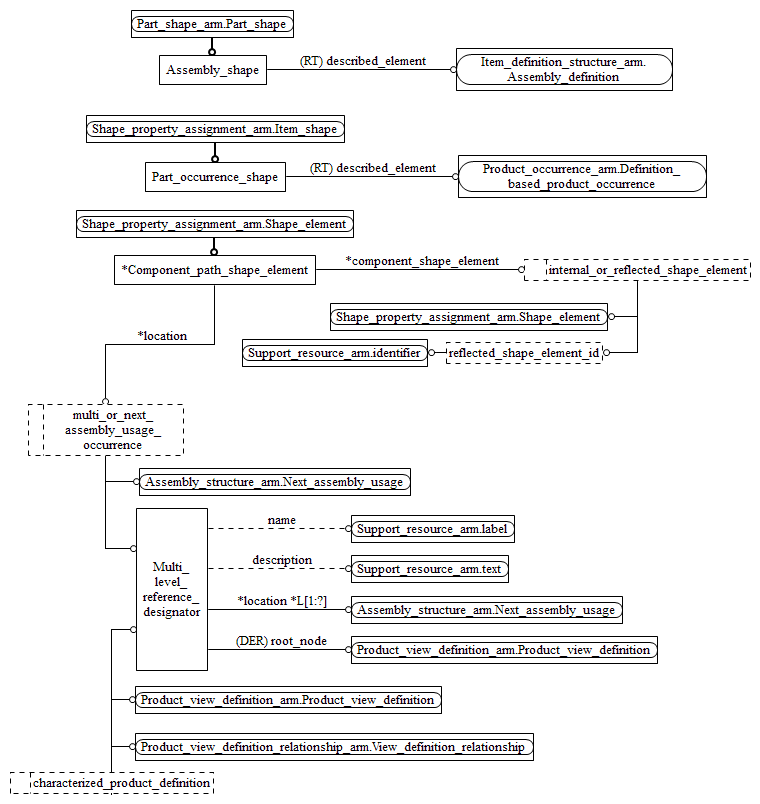 Part_shape_arm.Part_shape
Assembly_shape
(RT) described_element
Item_definition_structure_arm.
Assembly_definition
Shape_property_assignment_arm.Item_shape
Part_occurrence_shape
(RT) described_element
Product_occurrence_arm.Definition_
based_product_occurrence
Shape_property_assignment_arm.Shape_element
*Component_path_shape_element
*component_shape_element
internal_or_reflected_shape_element
Shape_property_assignment_arm.Shape_element
*location
Support_resource_arm.identifier
reflected_shape_element_id
multi_or_next_
assembly_usage_
occurrence
Assembly_structure_arm.Next_assembly_usage
Multi_
level_
reference_
designator
name
Support_resource_arm.label
description
Support_resource_arm.text
*location *L[1:?]
Assembly_structure_arm.Next_assembly_usage
(DER) root_node
Product_view_definition_arm.Product_view_definition
Product_view_definition_arm.Product_view_definition
Product_view_definition_relationship_arm.View_definition_relationship
characterized_product_definition